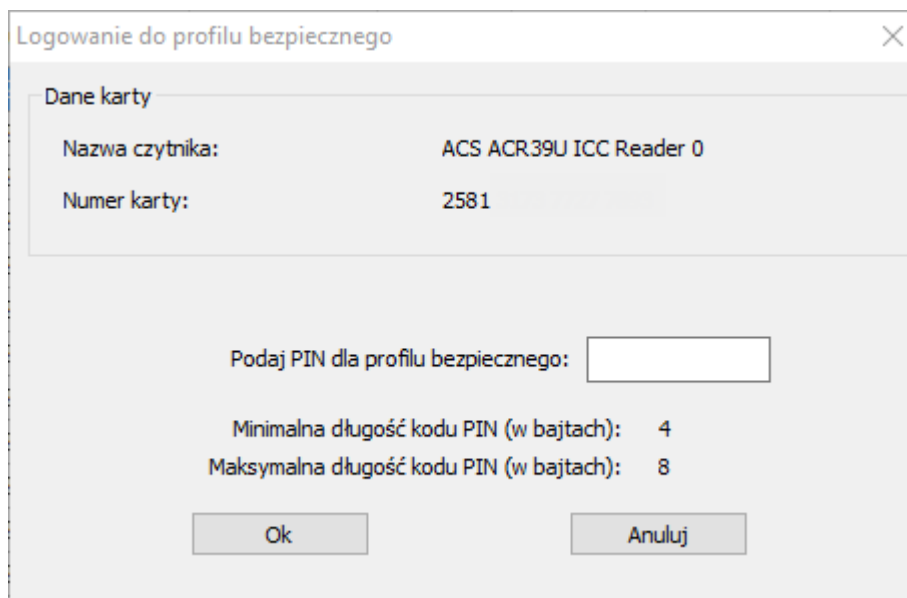 Logowanie do profilu bezpiecznego
Dane karty
Nazwa czytnika: ACS ACR39U ICC Reader 0
Numer karty: 2581
Podaj PIN dla profilu bezpiecznego:
Minimalna długość kodu PIN (w bajtach): 4
Maksymalna długość kodu PIN (w bajtach): 8
Ok Anuluj